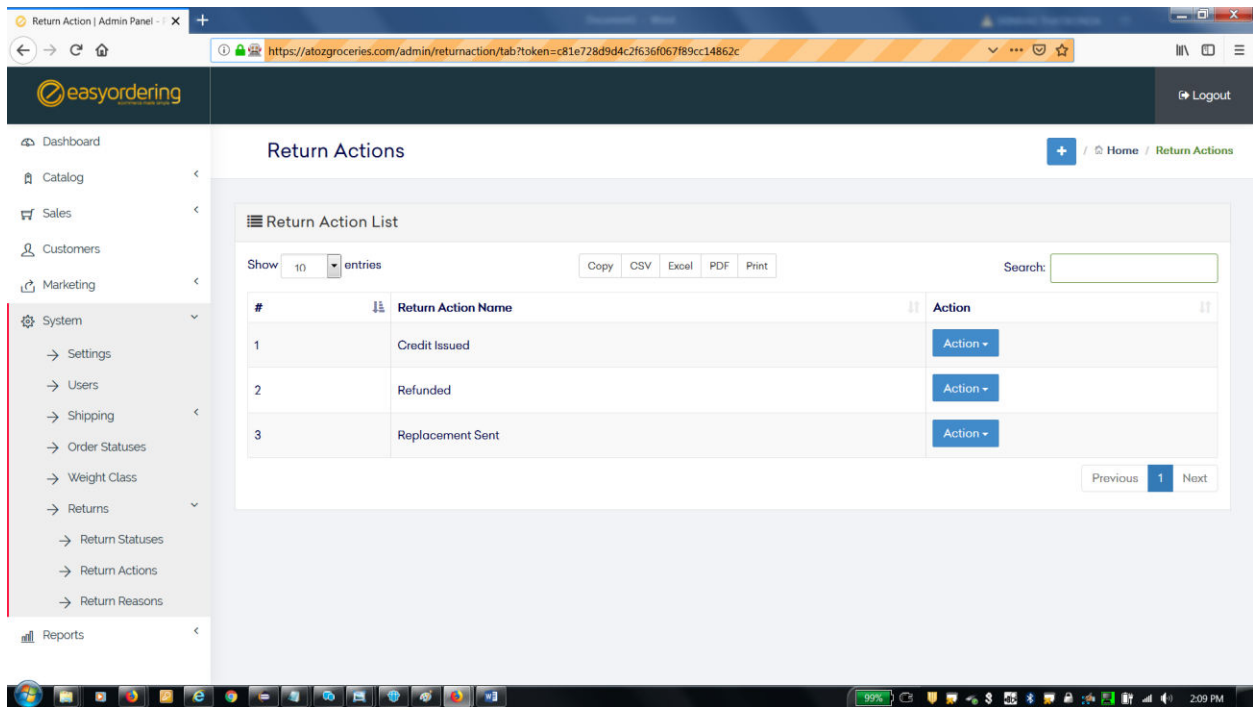 Return Action | Admin Panel -
https://atozgroceries.com/admin/returnaction/tab?token=c81e728d9d4c2f636f067f89cc14862c
easyordering
Logout
Dashboard
Catalog
Sales
Customers
Marketing
System
Settings
Users
Shipping
Order Statuses
Weight Class
Returns
Return Statuses
Return Actions
Return Reasons
Reports
Return Actions
+ / Home / Return Actions
Return Action List
Show 10 entries
Copy CSV Excel PDF Print
Search:
# Return Action Name Action
1 Credit Issued Action
2 Refunded Action
3 Replacement Sent Action
Previous 1 Next
99%
2:09 PM